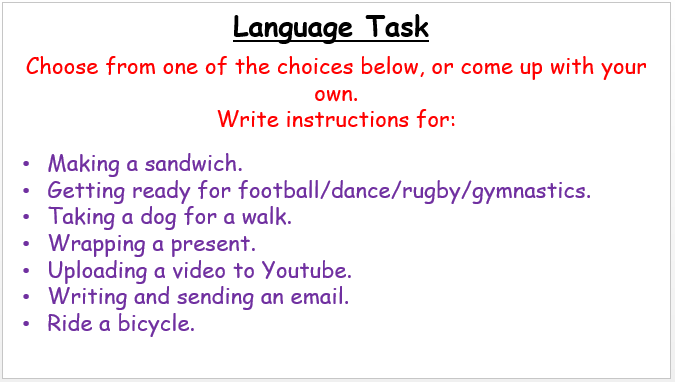 Language Task
Choose from one of the choices below, or come up with your
own.
Write instructions for:
• Making a sandwich.
• Getting ready for football/dance/rugby/gymnastics.
• Taking a dog for a walk.
• Wrapping a present.
• Uploading a video to Youtube.
• Writing and sending an email.
• Ride a bicycle.